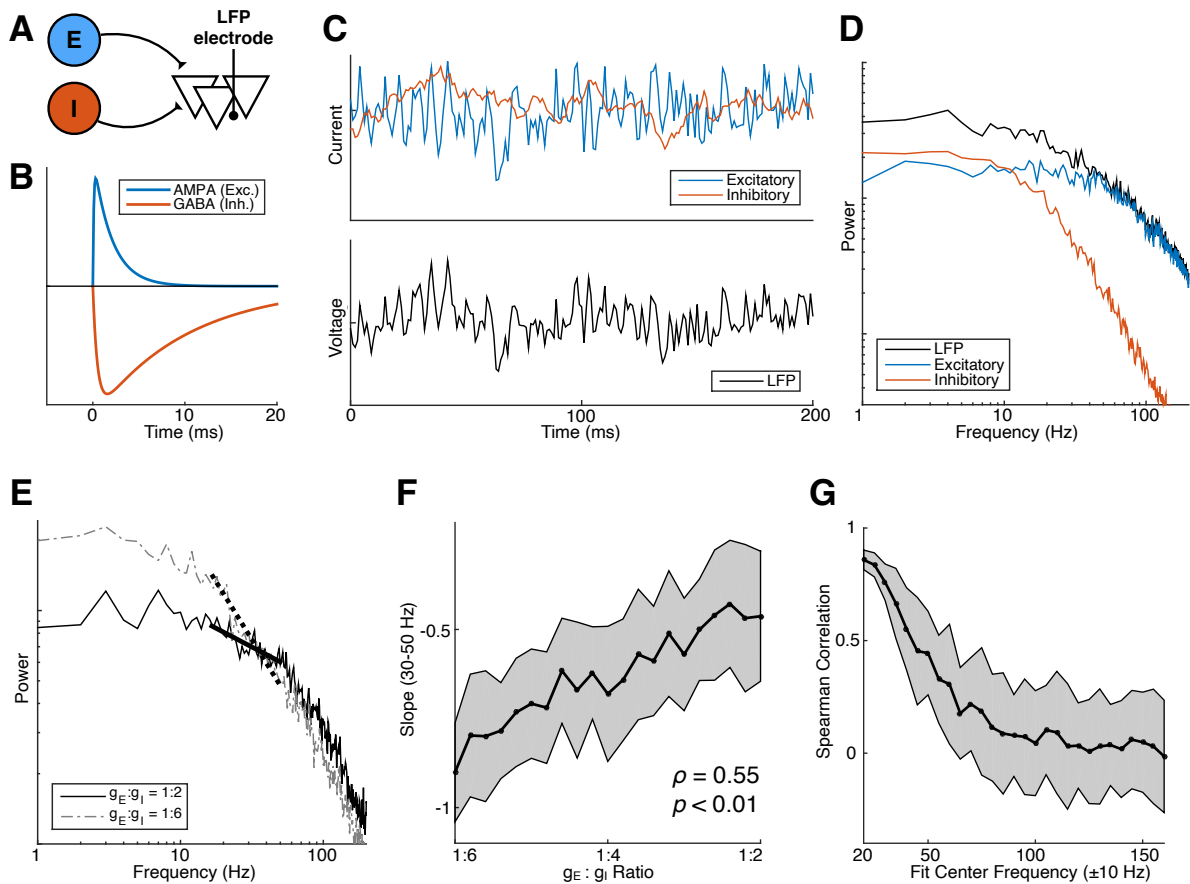 A
E
I
LFP
electrode
B
AMPA (Exc.)
GABA (Inh.)
0
10
20
Time (ms)
C
Current
Excitatory
Inhibitory
Voltage
LFP
0
100
200
Time (ms)
D
Power
LFP
Excitatory
Inhibitory
1
10
100
Frequency (Hz)
E
Power
gE:gI = 1:2
gE:gI = 1:6
1
10
100
Frequency (Hz)
F
Slope (30-50 Hz)
-0.5
-1
ρ = 0.55
p < 0.01
1:6
1:4
1:2
gE : gI Ratio
G
Spearman Correlation
1
0.5
0
20
50
100
150
Fit Center Frequency (±10 Hz)